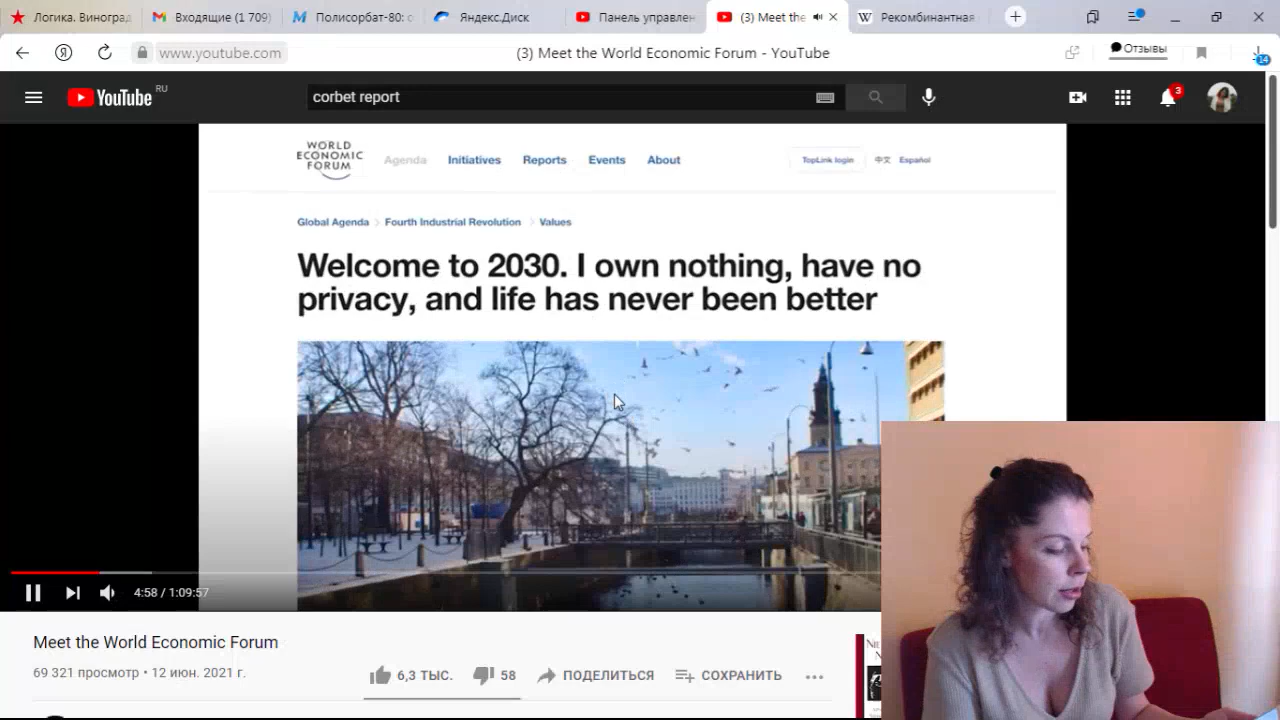 Логика. Виноград
Входящие (1 709)
Полисорбат-80: с
Яндекс.Диск
Панель управлен
(3) Meet the
Рекомбинантная
www.youtube.com
(3) Meet the World Economic Forum - YouTube
Отзывы
14
YouTube RU
corbet report
3
WORLD
ECONOMIC
FORUM
Agenda Initiatives Reports Events About
TopLink login 中文 Español
Global Agenda Fourth Industrial Revolution Values
Welcome to 2030. I own nothing, have no
privacy, and life has never been better
4:58 / 1:09:57
Meet the World Economic Forum
69 321 просмотр • 12 июн. 2021 г.
6,3 ТЫС. 58 ПОДЕЛИТЬСЯ СОХРАНИТЬ